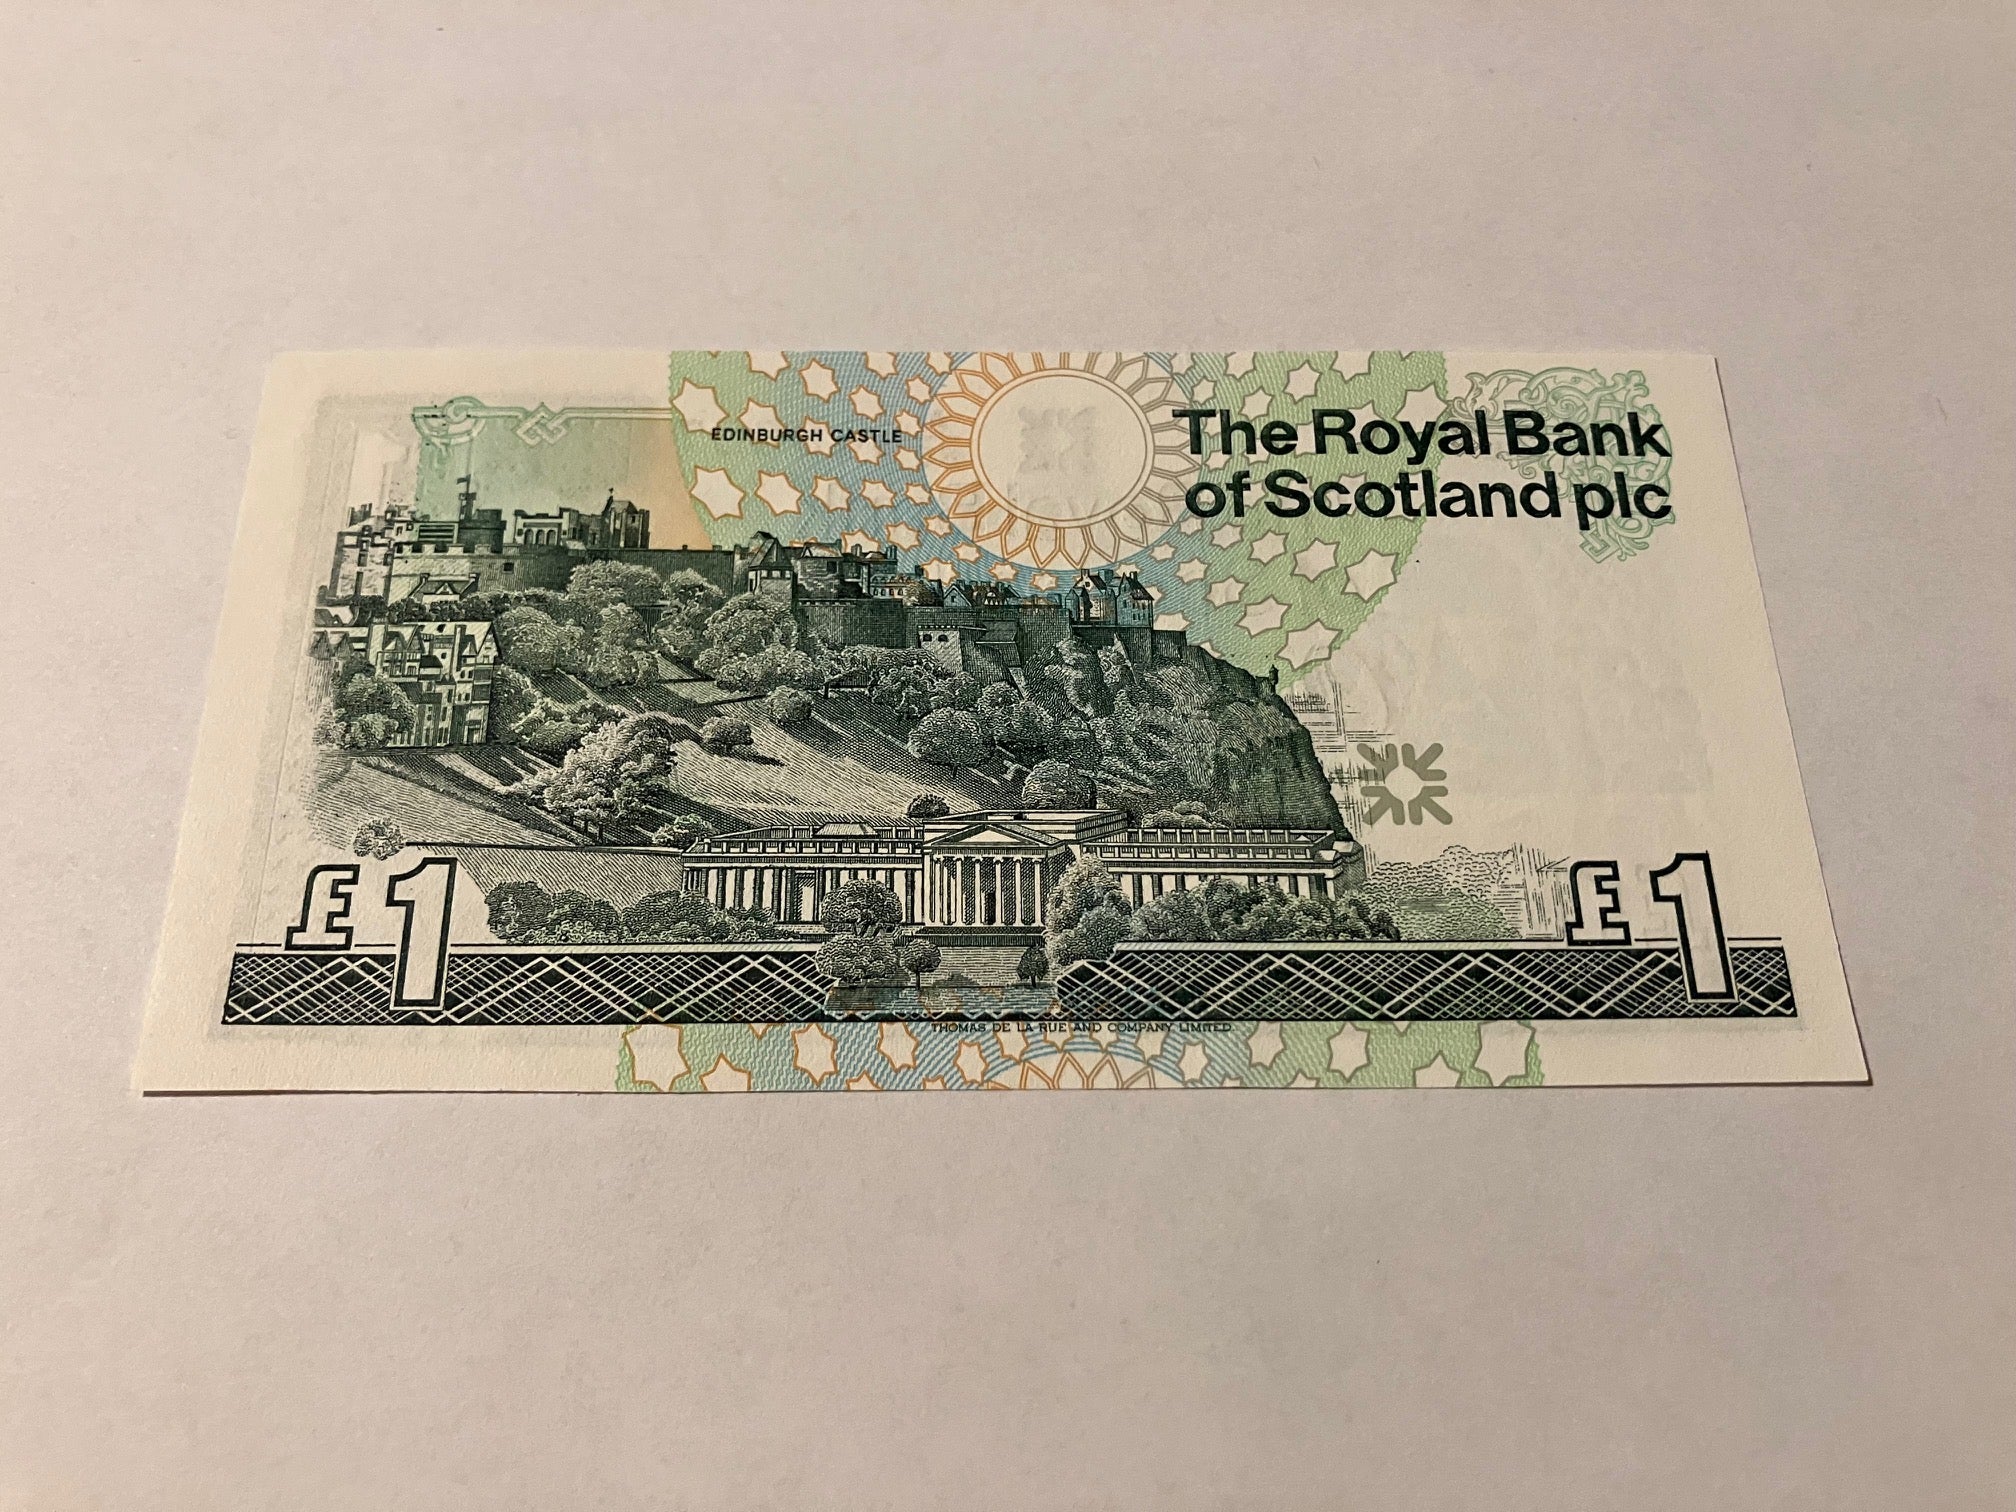 EDINBURGH CASTLE
The Royal Bank
of Scotland plc
£1
£1
THOMAS DE LA RUE AND COMPANY LIMITED